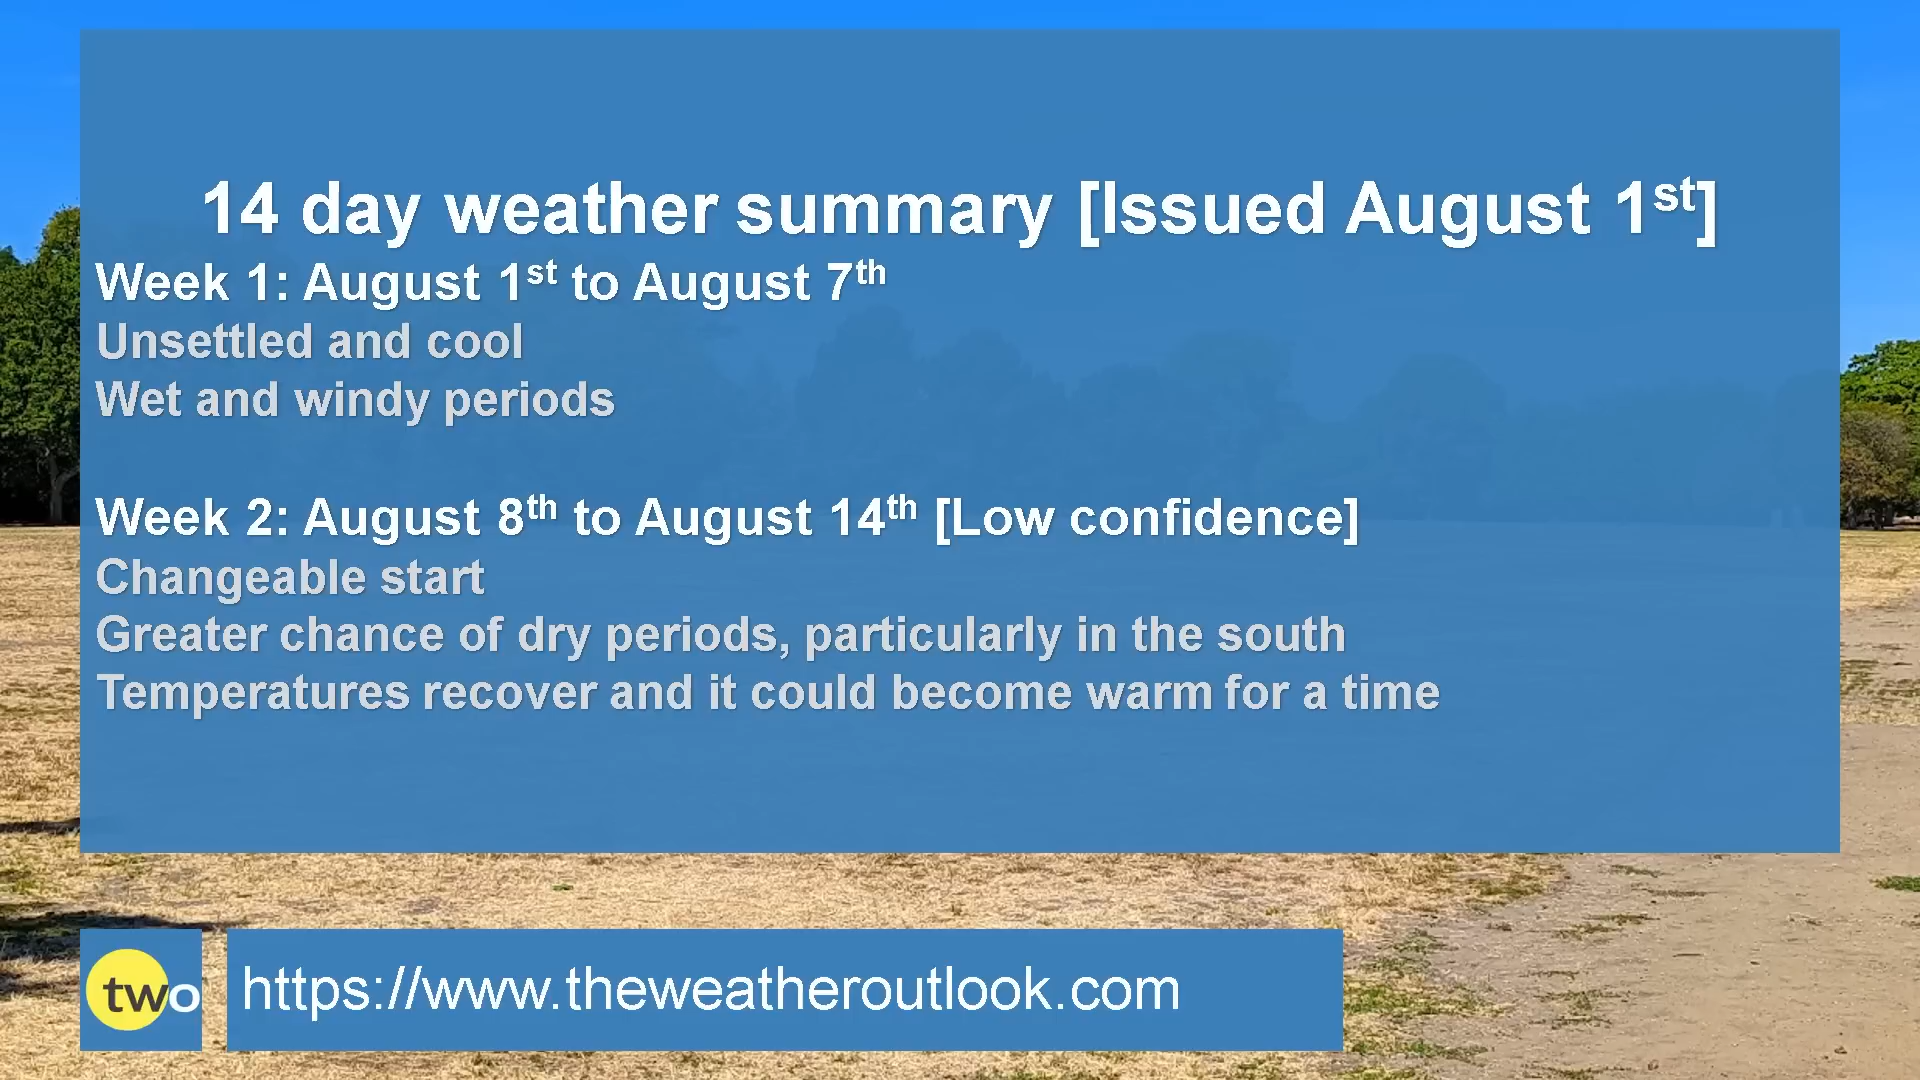 14 day weather summary [Issued August 1st]
Week 1: August 1st to August 7th
Unsettled and cool
Wet and windy periods
Week 2: August 8th to August 14th [Low confidence]
Changeable start
Greater chance of dry periods, particularly in the south
Temperatures recover and it could become warm for a time
two
https://www.theweatheroutlook.com